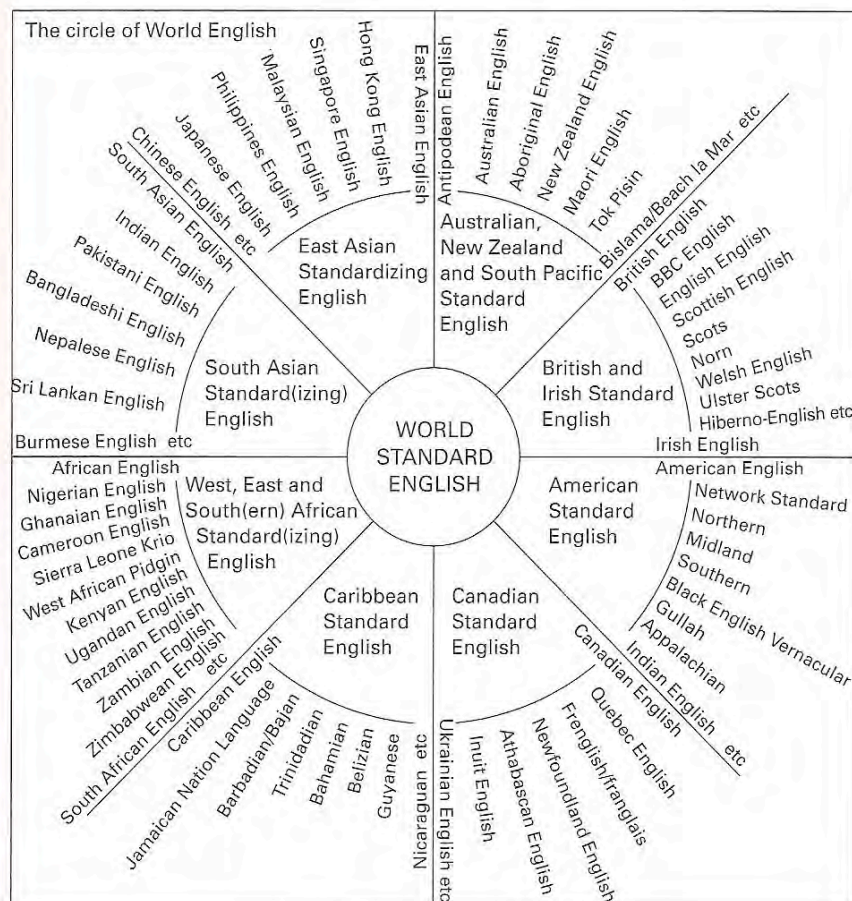 The circle of World English
WORLD
STANDARD
ENGLISH
East Asian
Standardizing
English
East Asian English
Hong Kong English
Singapore English
Malaysian English
Philippines English
Japanese English
Chinese English etc
Australian,
New Zealand
and South Pacific
Standard
English
Antipodean English
Australian English
Aboriginal English
New Zealand English
Maori English
Tok Pisin
Bislama/Beach la Mar etc
British and
Irish Standard
English
British English
BBC English
English English
Scottish English
Scots
Norn
Welsh English
Ulster Scots
Hiberno-English etc
Irish English
American
Standard
English
American English
Network Standard
Northern
Midland
Southern
Black English Vernacular
Gullah
Appalachian
Indian English etc
Canadian
Standard
English
Canadian English
Quebec English
Frenglish/franglais
Newfoundland English
Athabascan English
Inuit English
Ukrainian English etc
Caribbean
Standard
English
Caribbean English
Jamaican Nation Language
Barbadian/Bajan
Trinidadian
Bahamian
Belizian
Guyanese
Nicaraguan etc
West, East and
South(ern) African
Standard(izing)
English
African English
Nigerian English
Ghanaian English
Cameroon English
Sierra Leone Krio
West African Pidgin
Kenyan English
Ugandan English
Tanzanian English
Zambian English
Zimbabwean English
South African English etc
South Asian
Standard(izing)
English
South Asian English
Indian English
Pakistani English
Bangladeshi English
Nepalese English
Sri Lankan English
Burmese English etc